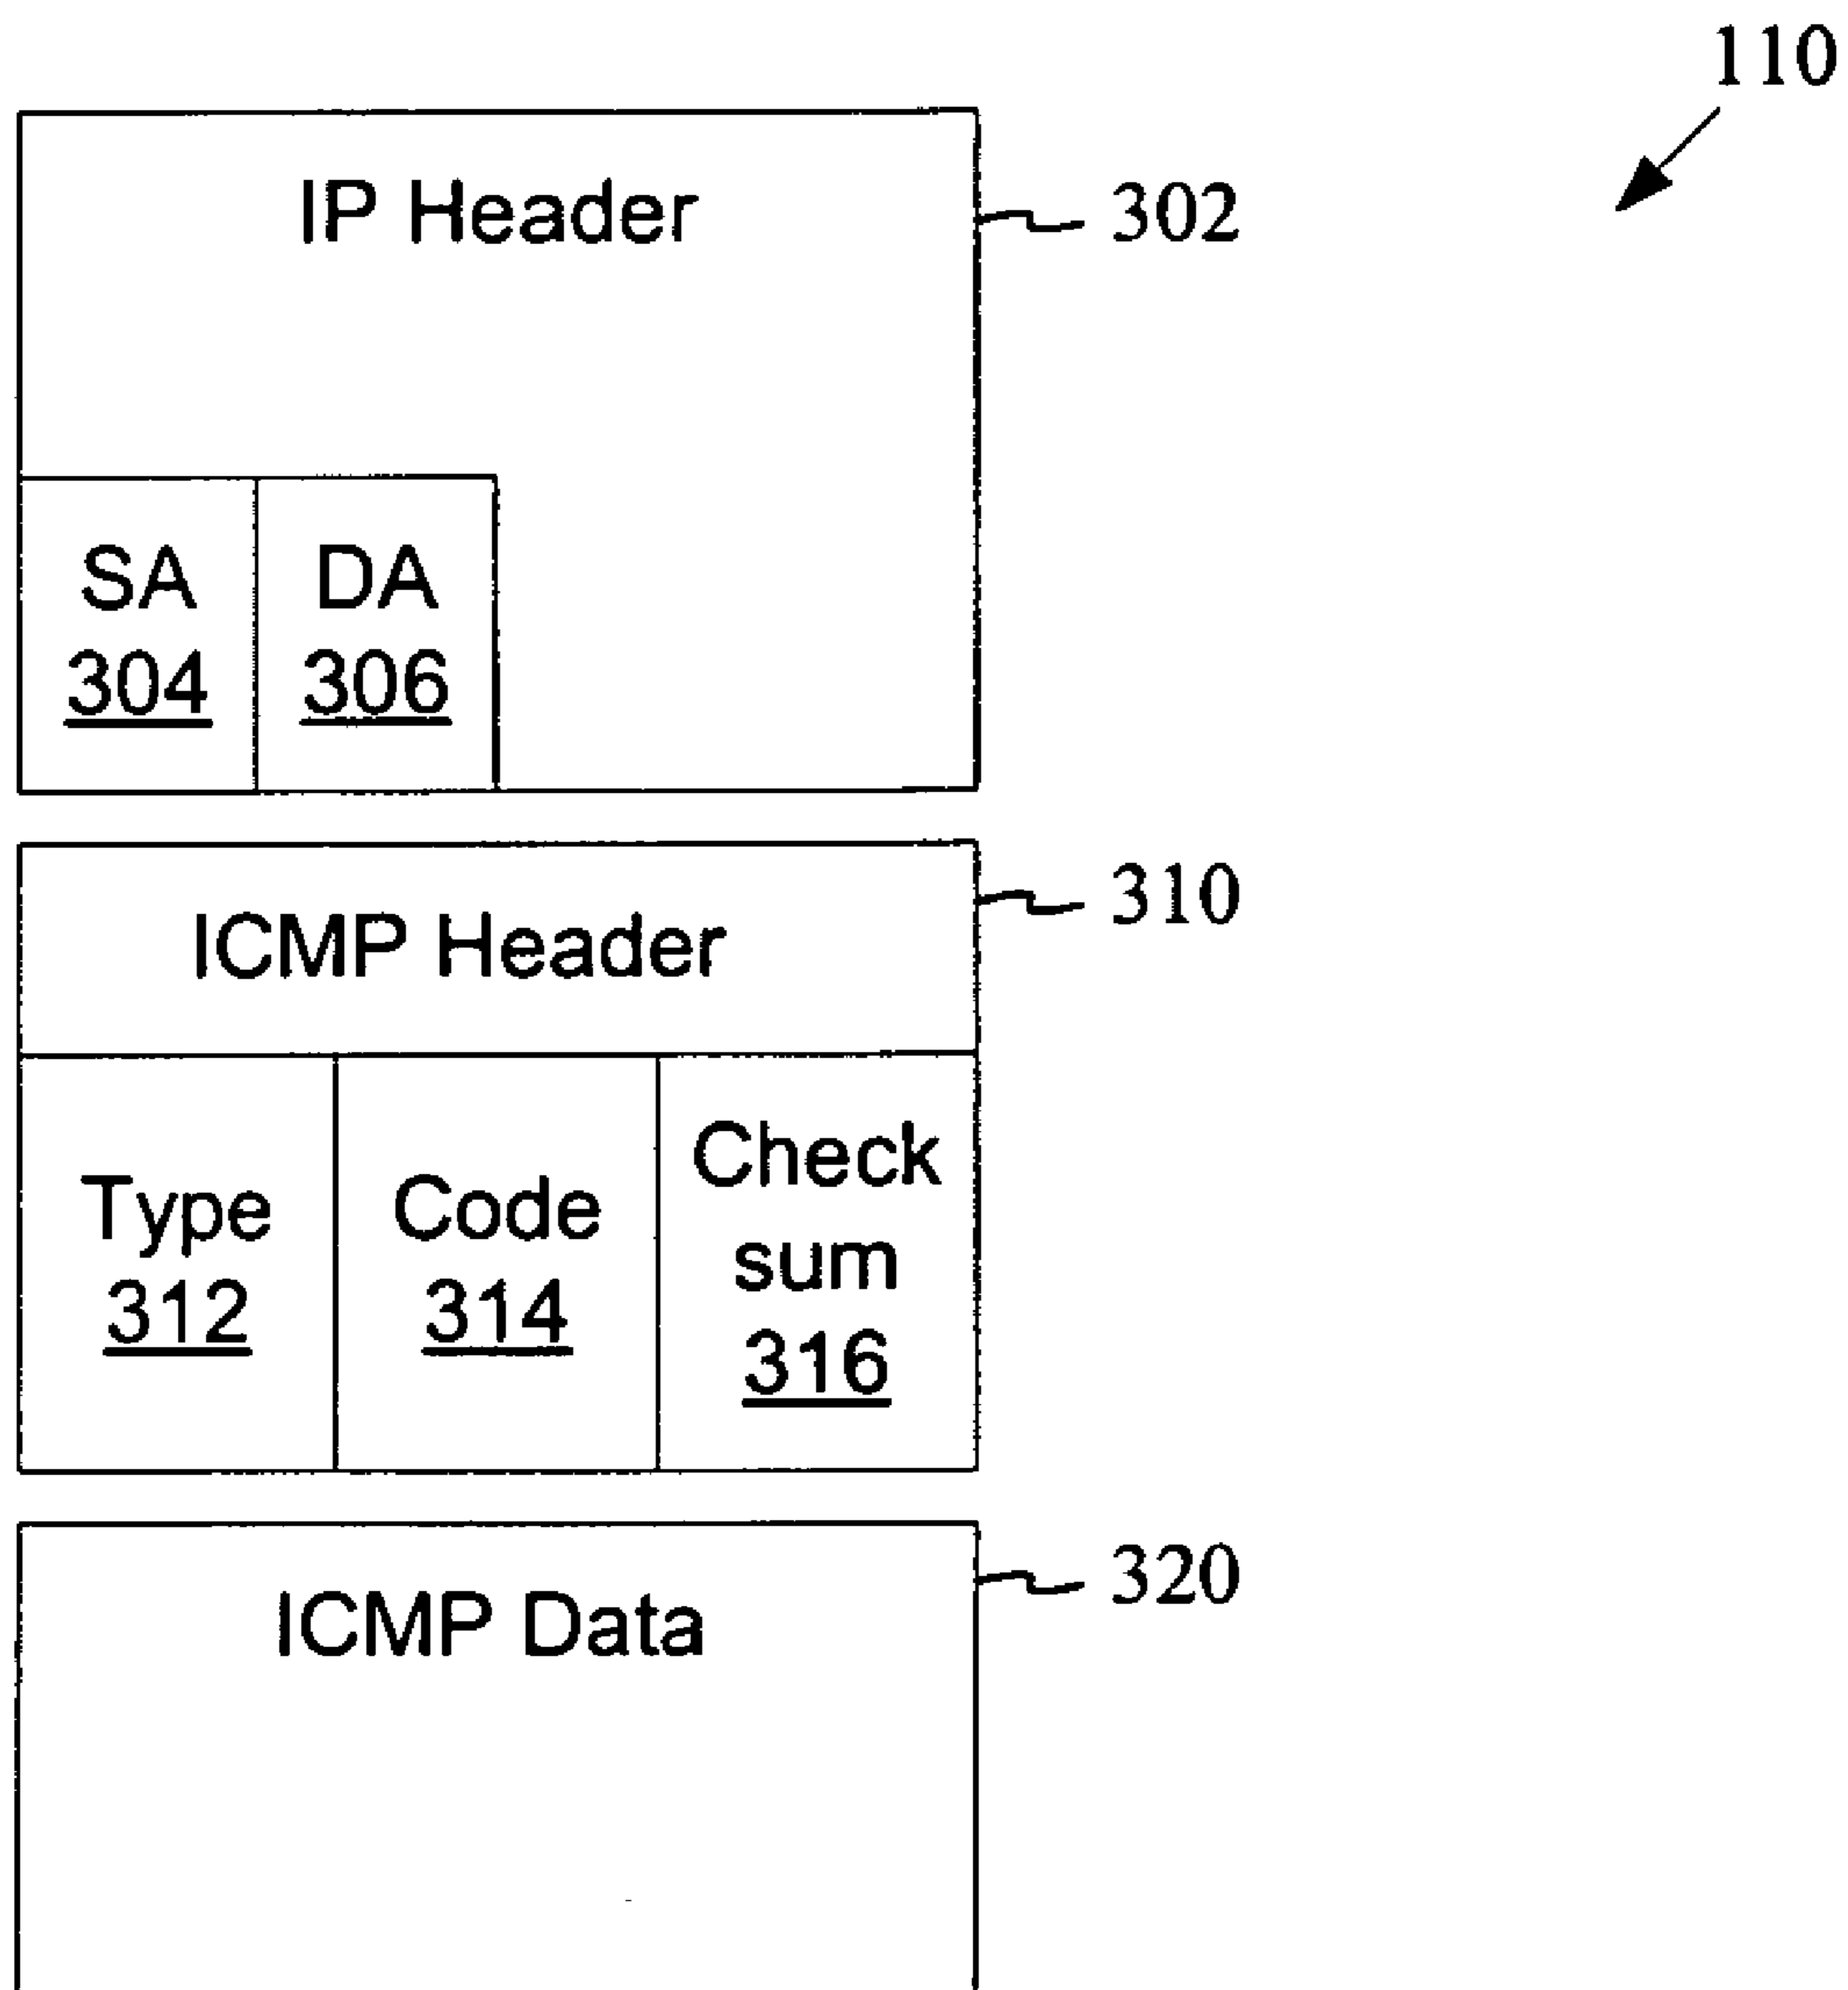 110
IP Header
302
SA
304
DA
306
ICMP Header
310
Type
312
Code
314
Check
sum
316
ICMP Data
320